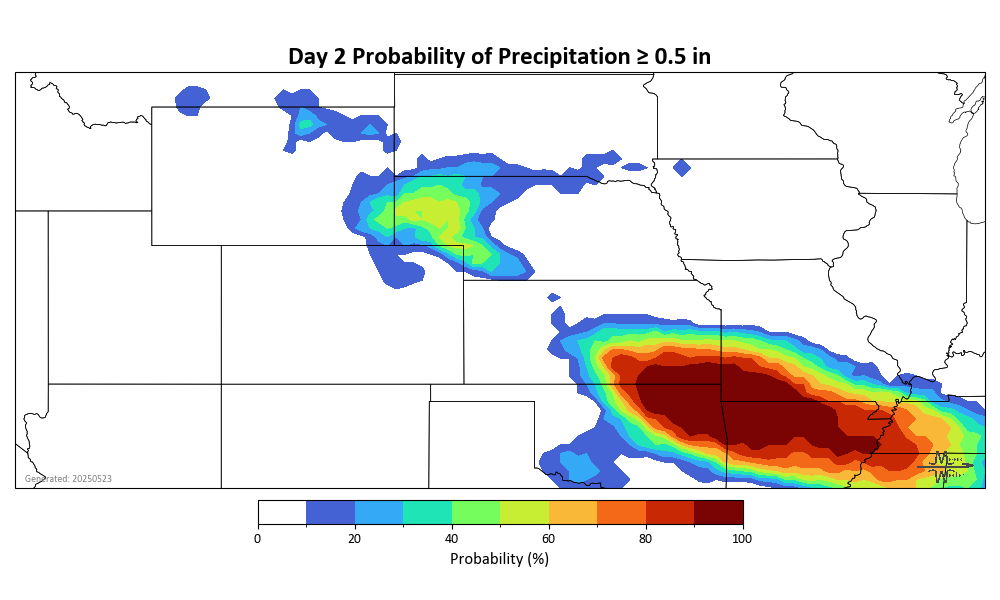 Day 2 Probability of Precipitation ≥ 0.5 in
Generated: 20250523
0 20 40 60 80 100
Probability (%)